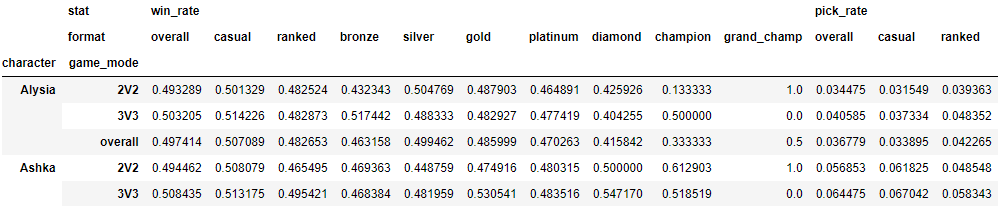 stat win_rate pick_rate
format overall casual ranked bronze silver gold platinum diamond champion grand_champ overall casual ranked
character game_mode
Alysia 2V2 0.493289 0.501329 0.482524 0.432343 0.504769 0.487903 0.464891 0.425926 0.133333 1.0 0.034475 0.031549 0.039363
3V3 0.503205 0.514226 0.482873 0.517442 0.488333 0.482927 0.477419 0.404255 0.500000 0.0 0.040585 0.037334 0.048352
overall 0.497414 0.507089 0.482653 0.463158 0.499462 0.485999 0.470263 0.415842 0.333333 0.5 0.036779 0.033895 0.042265
Ashka 2V2 0.494462 0.508079 0.465495 0.469363 0.448759 0.474916 0.480315 0.500000 0.612903 1.0 0.056853 0.061825 0.048548
3V3 0.508435 0.513175 0.495421 0.468384 0.481959 0.530541 0.483516 0.547170 0.518519 0.0 0.064475 0.067042 0.058343